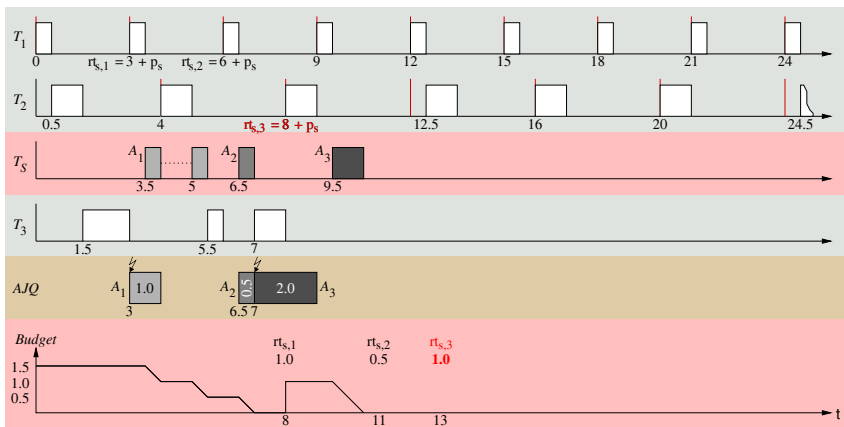 T1
0 rts,1 = 3 + ps rts,2 = 6 + ps 9 12 15 18 21 24
T2
0.5 4 rts,3 = 8 + ps 12.5 16 20 24.5
TS A1 A2 A3
3.5 5 6.5 9.5
T3
1.5 5.5 7
AJQ A1 1.0 A2 0.5 2.0 A3
3 6.5 7
Budget rts,1 rts,2 rts,3
1.0 0.5 1.0
1.5
1.0
0.5
8 11 13 t